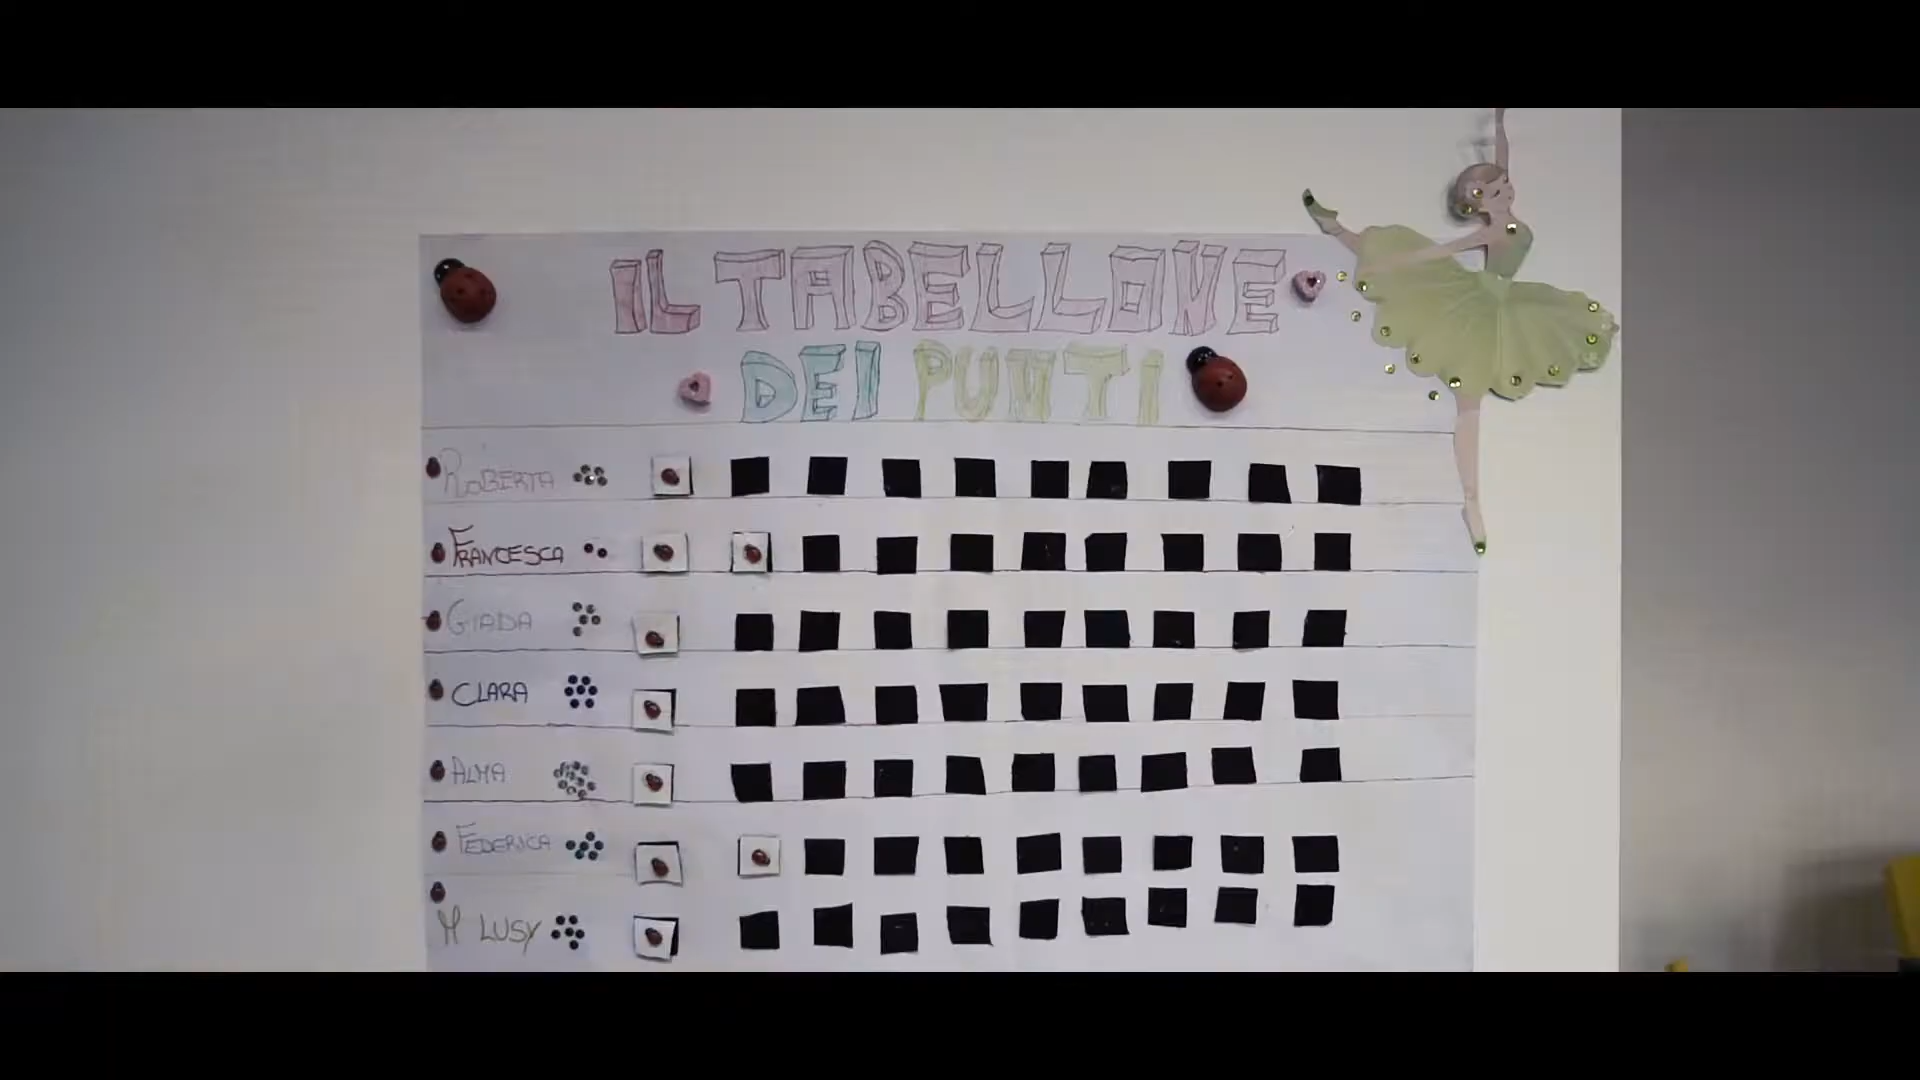 IL TABELLONE
DEI PUNTI
ROBERTA
FRANCESCA
GIADA
CLARA
ALMA
FEDERICA
M LUSY